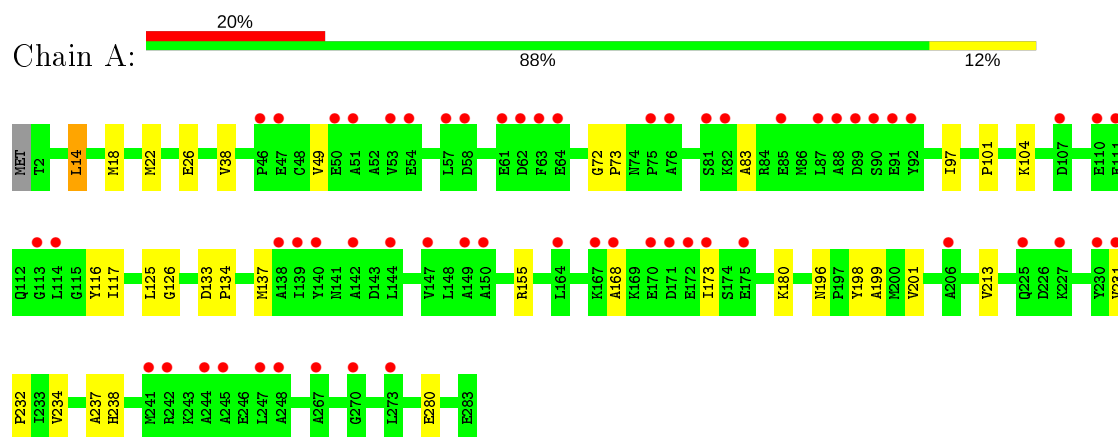 20%
Chain A:
88% 12%
MET T2 L14 M18 M22 E26 V38 P46 E47 C48 V49 E50 A51 A52 V53 E54 L57 D58 E61 D62 F63 E64 G72 P73 N74 P75 A76 S81 K82 A83 R84 E85 M86 L87 A88 D89 S90 E91 Y92 I97 P101 K104 D107 E110 E111
Q112 G113 L114 G115 Y116 I117 L125 G126 D133 P134 M137 A138 I139 Y140 N141 A142 D143 L144 V147 L148 A149 A150 R155 L164 K167 A168 K169 E170 D171 E172 I173 S174 E175 K180 N196 P197 Y198 A199 M200 V201 A206 V213 Q225 D226 K227 Y230 V231
P232 I233 V234 A237 H238 M241 R242 K243 A244 A245 E246 L247 A248 A267 G270 L273 E280 E283